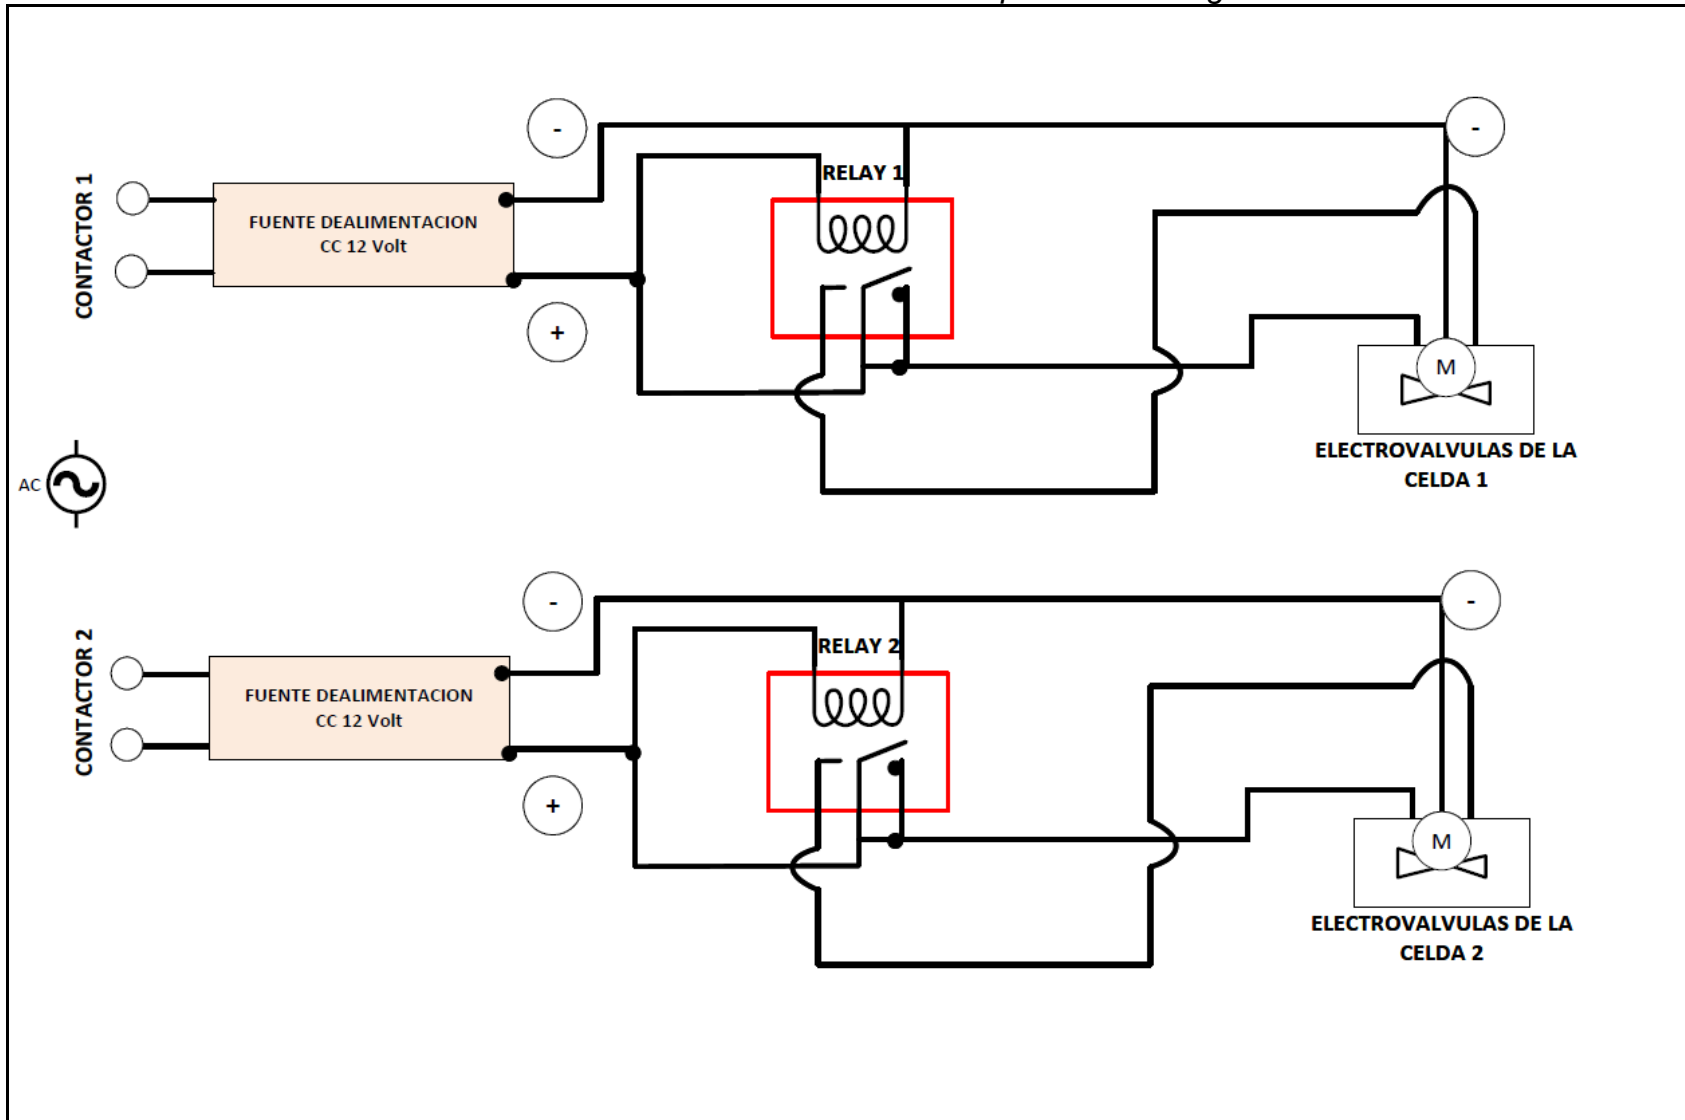 -
-
RELAY 1
CONTACTOR 1
FUENTE DEALIMENTACION
CC 12 Volt
+
M
ELECTROVALVULAS DE LA
CELDA 1
AC
-
-
RELAY 2
CONTACTOR 2
FUENTE DEALIMENTACION
CC 12 Volt
+
M
ELECTROVALVULAS DE LA
CELDA 2